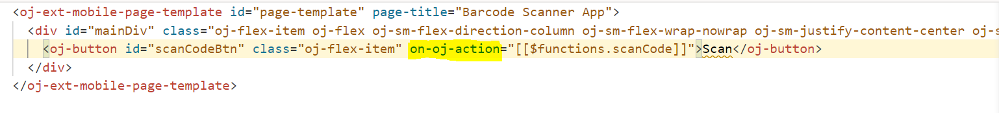 <oj-ext-mobile-page-template id="page-template" page-title="Barcode Scanner App">
<div id="mainDiv" class="oj-flex-item oj-flex oj-sm-flex-direction-column oj-sm-flex-wrap-nowrap oj-sm-justify-content-center oj-s
<oj-button id="scanCodeBtn" class="oj-flex-item" on-oj-action="[[$functions.scanCode]]">Scan</oj-button>
</div>
</oj-ext-mobile-page-template>